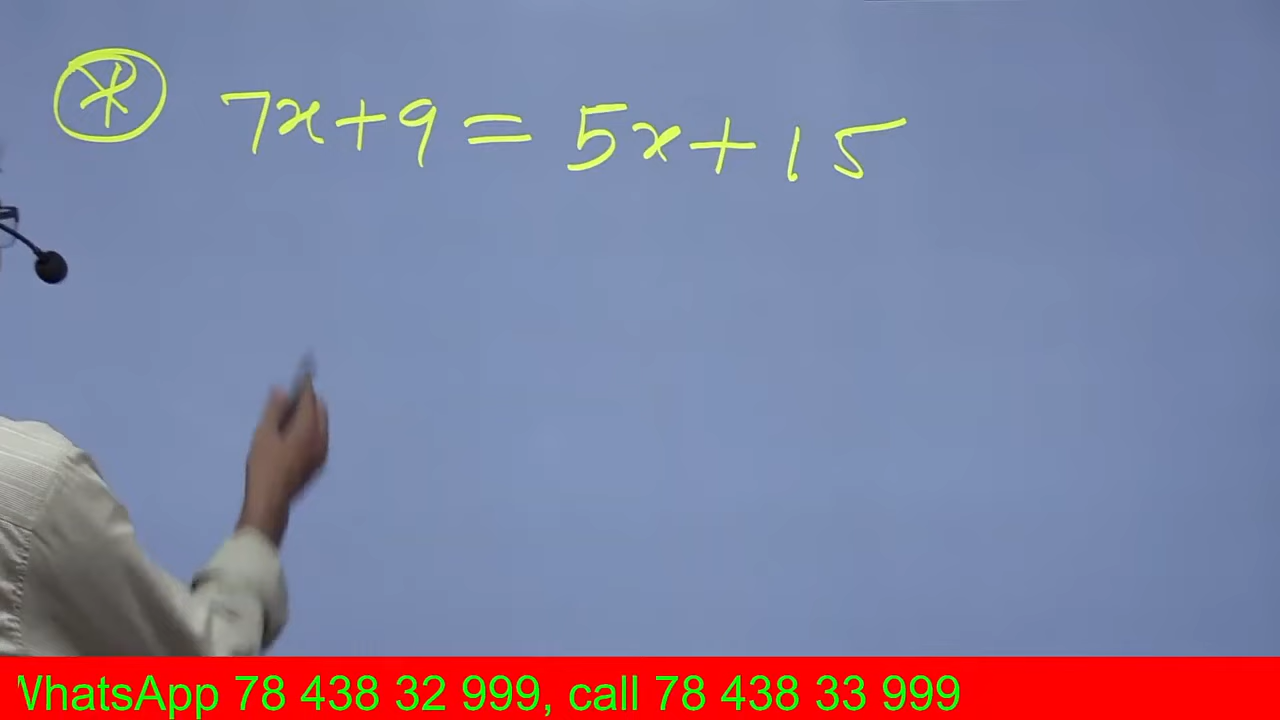 7x+9 = 5x+15
WhatsApp 78 438 32 999, call 78 438 33 999